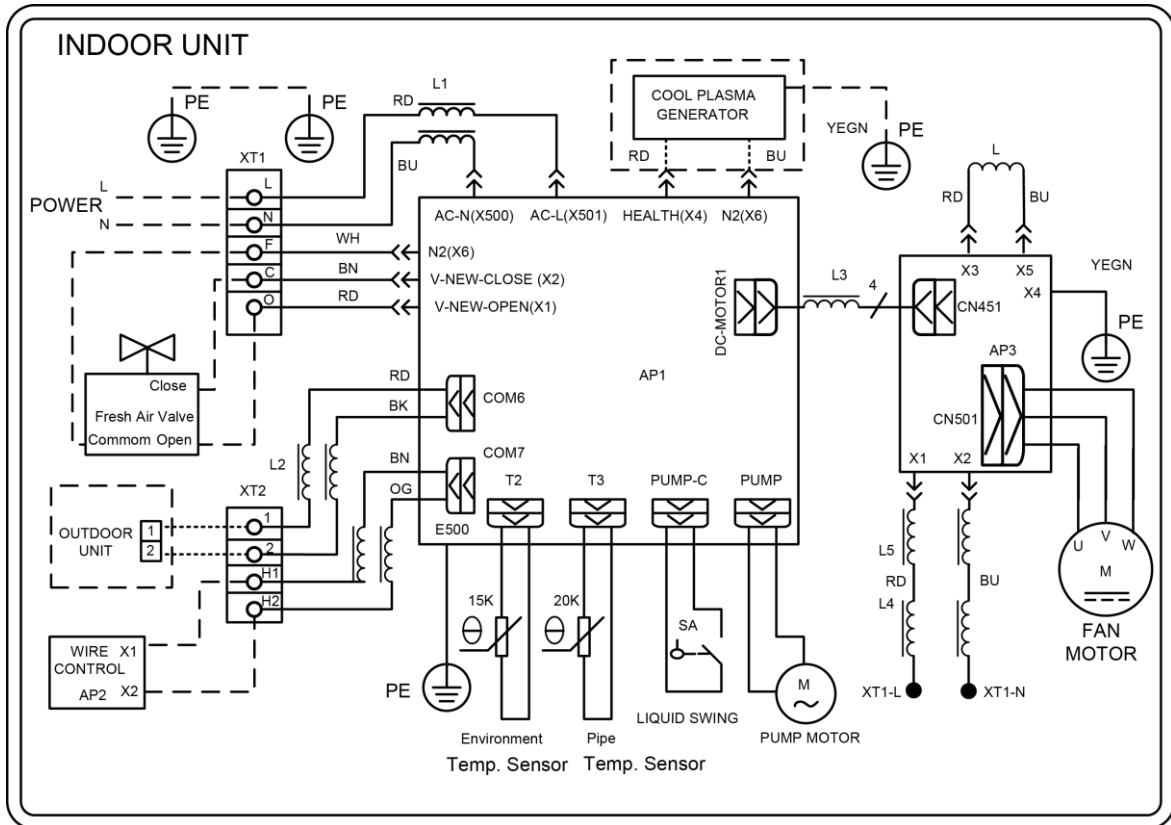 INDOOR UNIT
PE
PE
L1
RD
BU
COOL PLASMA
GENERATOR
RD
BU
YEGN
PE
L
RD
BU
XT1
L
POWER
N
L
N
F
C
O
WH
BN
RD
AC-N(X500)
AC-L(X501)
HEALTH(X4)
N2(X6)
N2(X6)
V-NEW-CLOSE (X2)
V-NEW-OPEN(X1)
DC-MOTOR1
L3
4
X3
X5
X4
YEGN
PE
CN451
AP3
CN501
X1
X2
AP1
Close
Fresh Air Valve
Commom Open
RD
BK
COM6
L2
BN
OG
COM7
E500
XT2
1
2
H1
H2
OUTDOOR
UNIT
1
2
WIRE
CONTROL
AP2
X1
X2
PE
T2
T3
PUMP-C
PUMP
15K
20K
SA
M
Environment
Temp. Sensor
Pipe
Temp. Sensor
LIQUID SWING
PUMP MOTOR
L5
RD
L4
BU
XT1-L
XT1-N
U
V
W
M
FAN
MOTOR